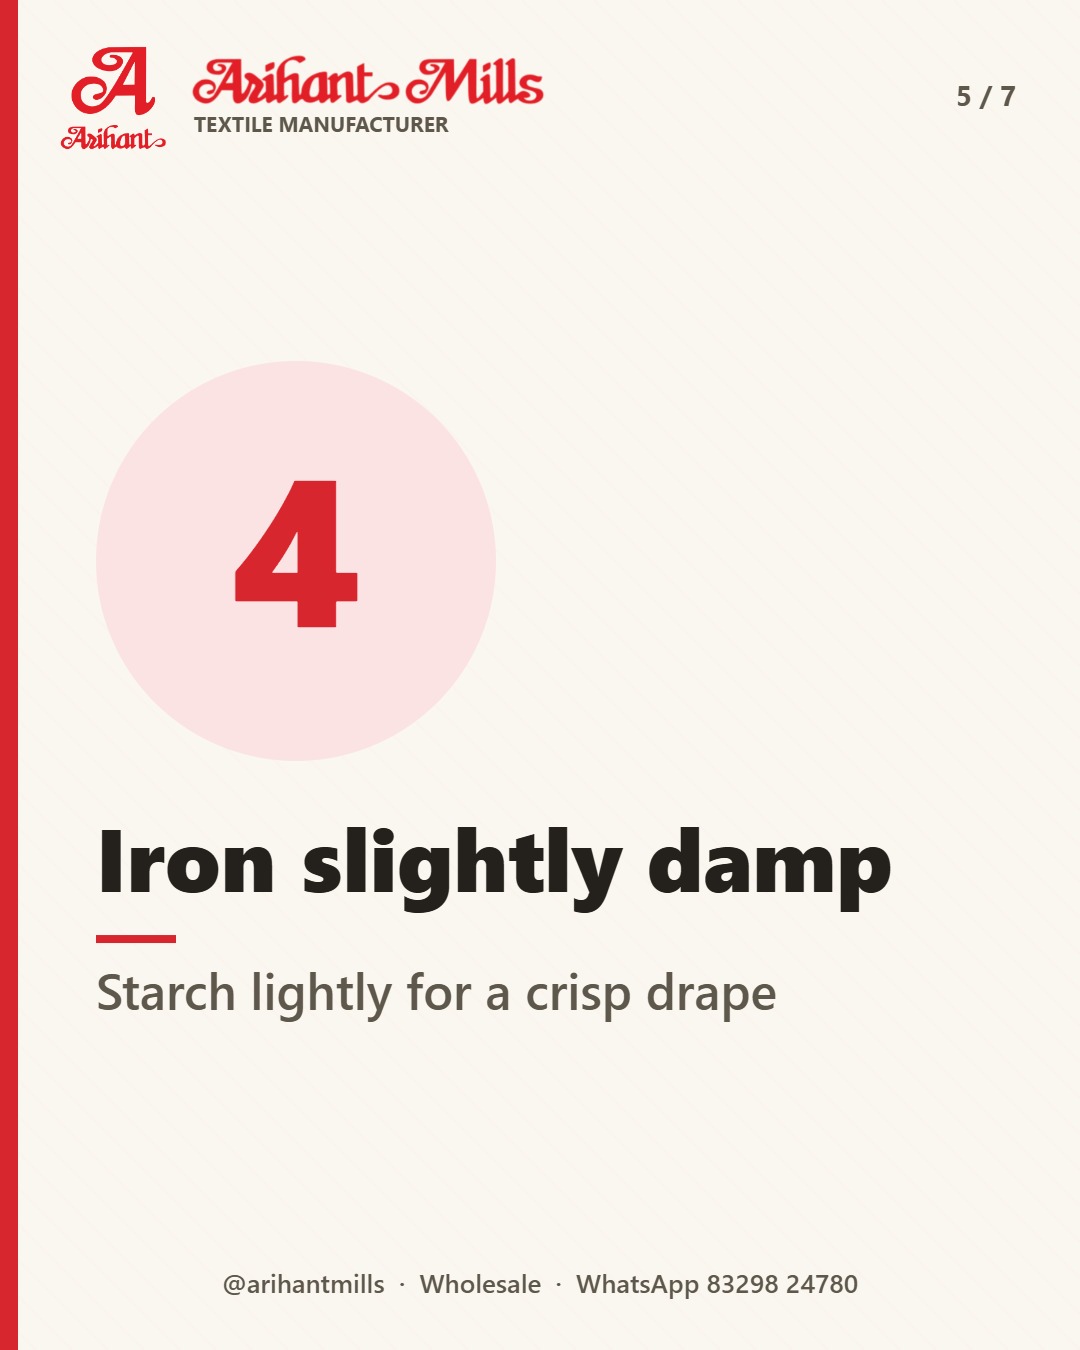 A
Arihant
Arihant Mills
TEXTILE MANUFACTURER
5 / 7
4
Iron slightly damp
Starch lightly for a crisp drape
@arihantmills · Wholesale · WhatsApp 83298 24780